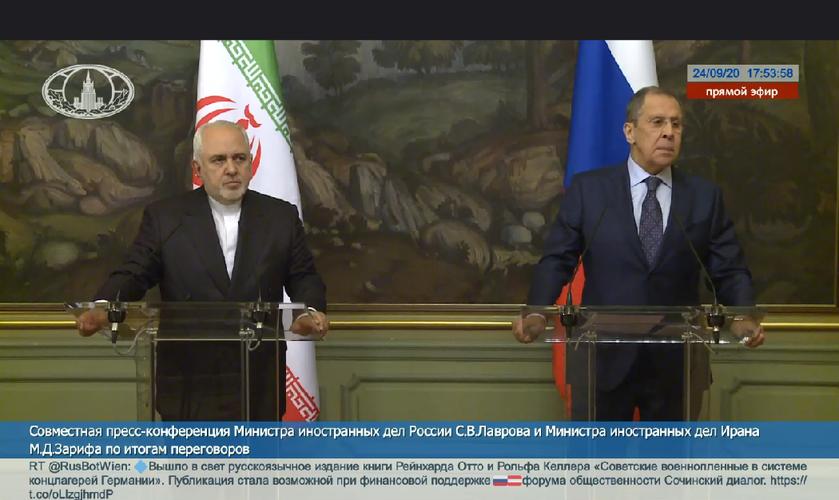 24/09/20 17:53:58
прямой эфир
Совместная пресс-конференция Министра иностранных дел России С.В.Лаврова и Министра иностранных дел Ирана
М.Д.Зарифа по итогам переговоров
RT @RusBotWien: 🔷Вышло в свет русскоязычное издание книги Рейнхарда Отто и Рольфа Келлера «Советские военнопленные в системе
концлагерей Германии». Публикация стала возможной при финансовой поддержке 🇷🇺🇦🇹форума общественности Сочинский диалог. https://
t.co/oLlzgjhmdP